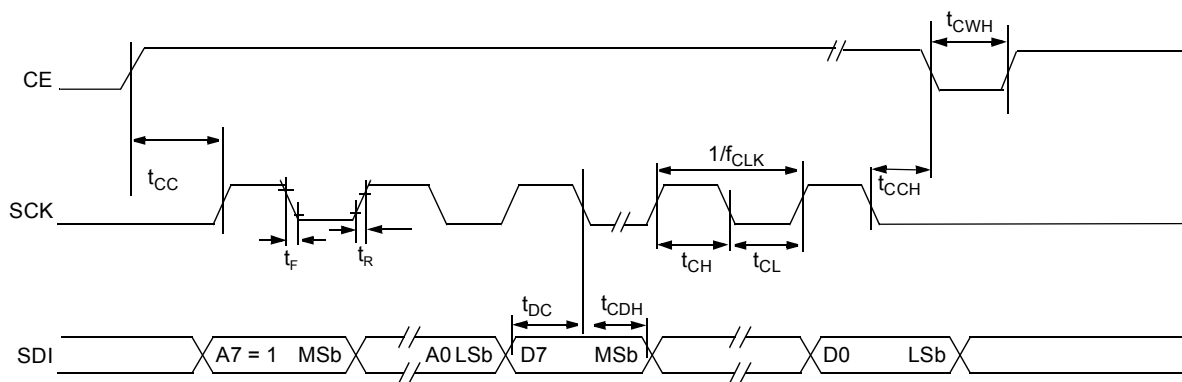 t_CWH
CE
1/f_CLK
t_CC
t_CCH
SCK
t_F
t_R
t_CH
t_CL
t_DC
t_CDH
SDI
A7 = 1 MSb
A0 LSb
D7 MSb
D0 LSb